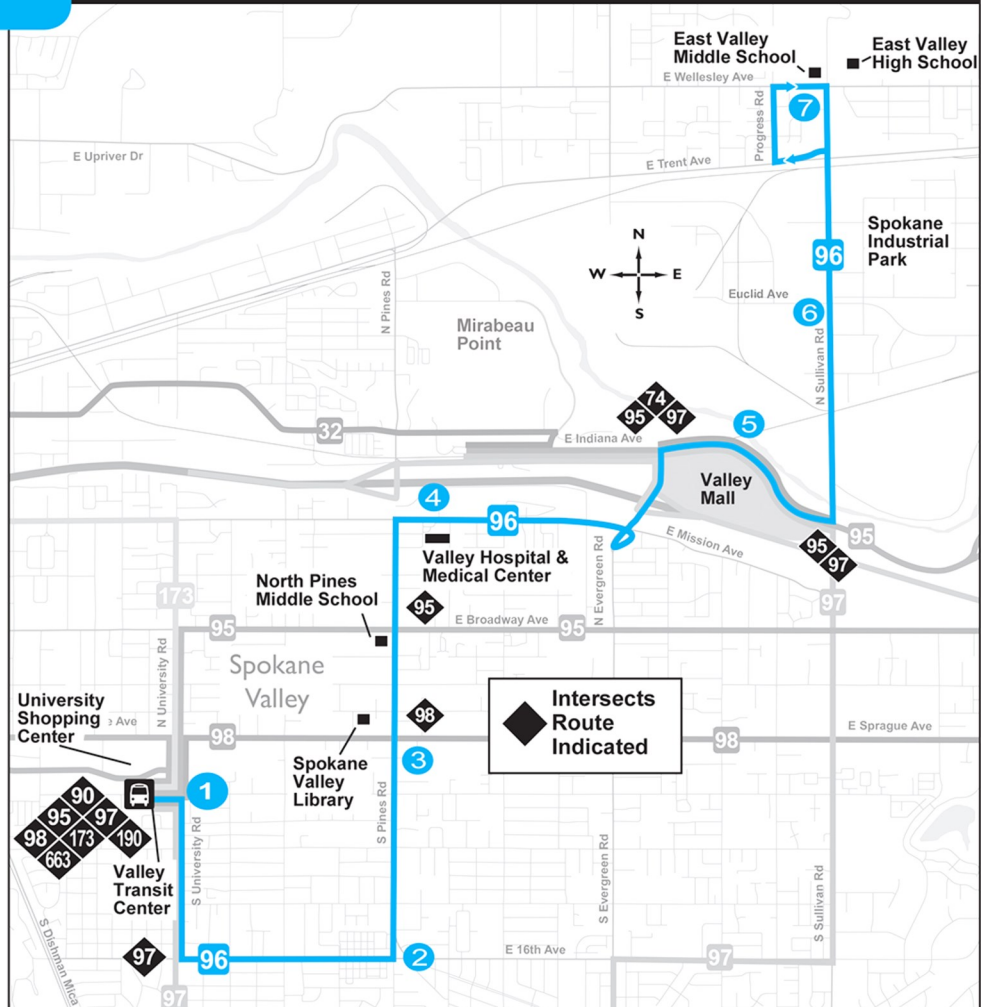 East Valley
Middle School
East Valley
High School
E Wellesley Ave
7
Progress Rd
E Upriver Dr
E Trent Ave
Spokane
Industrial
Park
N
W
E
S
96
Euclid Ave
6
N Pines Rd
N Sullivan Rd
Mirabeau
Point
74
95
97
5
32
E Indiana Ave
Valley
Mall
4
96
95
E Mission Ave
95
97
Valley Hospital &
Medical Center
N Evergreen Rd
North Pines
Middle School
173
95
97
E Broadway Ave
95
95
N University Rd
Spokane
Valley
University
Shopping
Center
e Ave
98
98
Intersects
Route
Indicated
E Sprague Ave
98
3
Spokane
Valley
Library
1
90
95
97
98
173
190
663
S University Rd
S Pines Rd
Valley
Transit
Center
S Evergreen Rd
S Sullivan Rd
S Dishman Mica
97
96
2
E 16th Ave
97
97